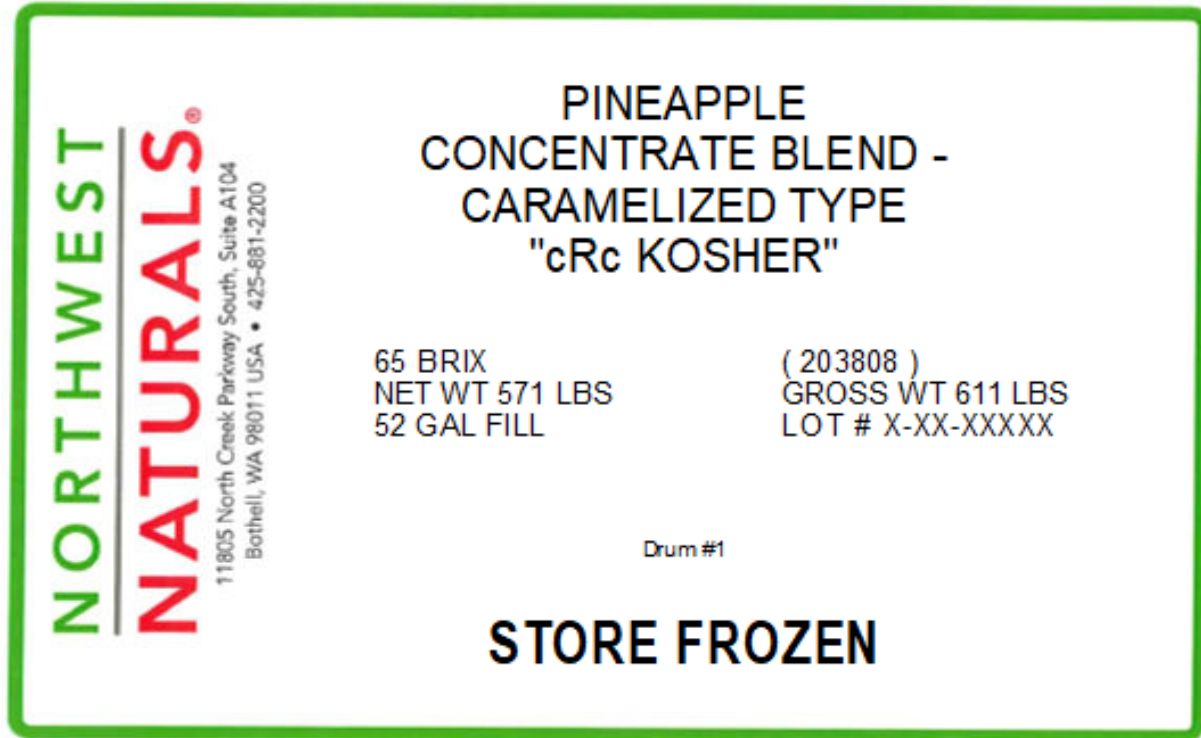 NORTHWEST
NATURALS®
11805 North Creek Parkway South, Suite A104
Bothell, WA 98011 USA • 425-881-2200
PINEAPPLE
CONCENTRATE BLEND -
CARAMELIZED TYPE
"cRc KOSHER"
65 BRIX
NET WT 571 LBS
52 GAL FILL
( 203808 )
GROSS WT 611 LBS
LOT # X-XX-XXXXX
Drum #1
STORE FROZEN